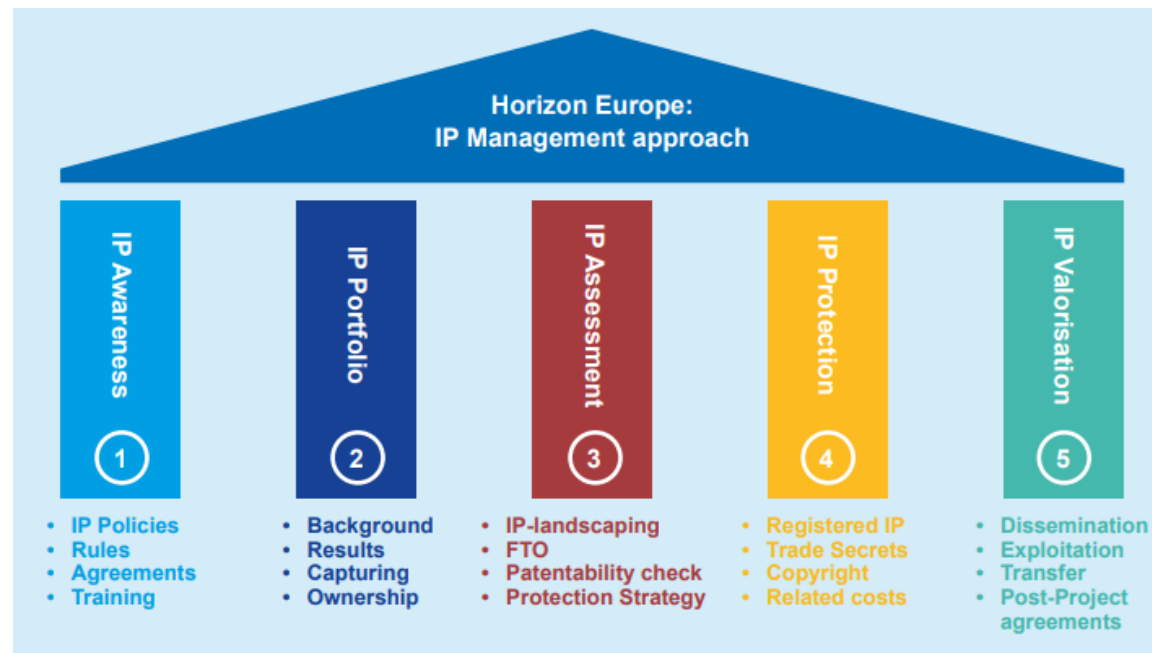 Horizon Europe:
IP Management approach
IP Awareness
1
• IP Policies
• Rules
• Agreements
• Training
IP Portfolio
2
• Background
• Results
• Capturing
• Ownership
IP Assessment
3
• IP-landscaping
• FTO
• Patentability check
• Protection Strategy
IP Protection
4
• Registered IP
• Trade Secrets
• Copyright
• Related costs
IP Valorisation
5
• Dissemination
• Exploitation
• Transfer
• Post-Project
agreements